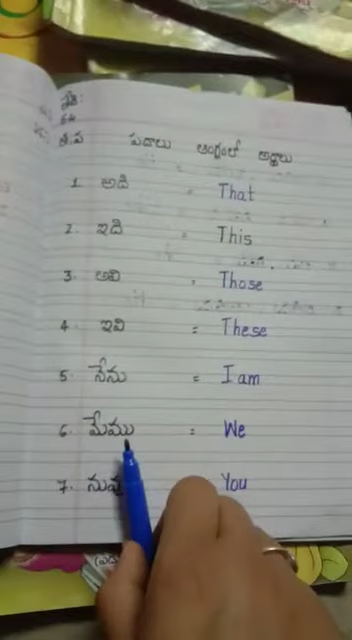 తేది:
త.ప పదాలు ఆంగ్లంలో అర్థాలు
1. అది = That
2. ఇది = This
3. అవి = Those
4. ఇవి = These
5. నేను = I am
6. మేము = We
7. You